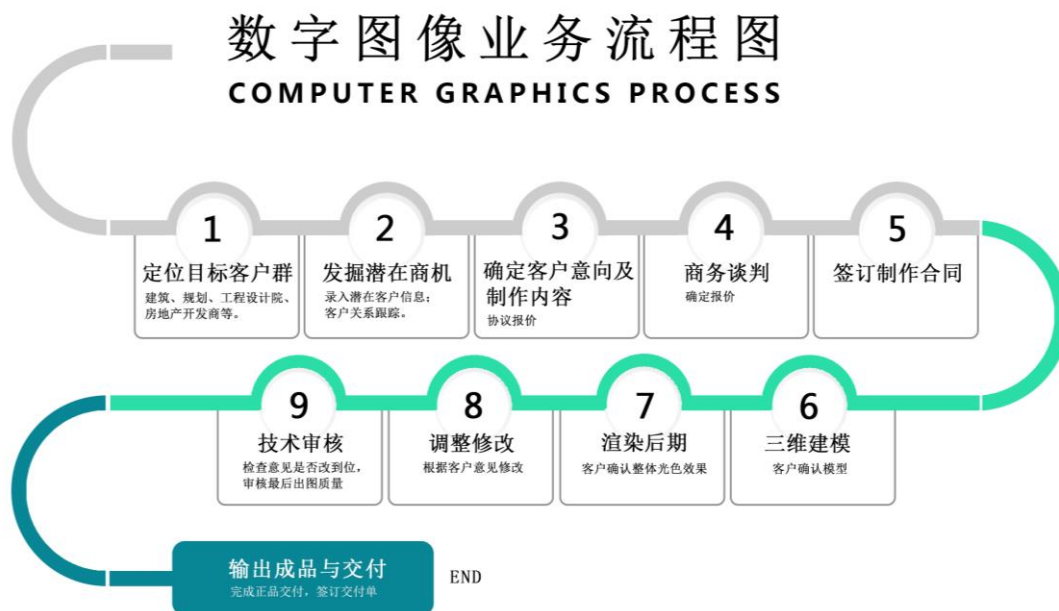 数字图像业务流程图
COMPUTER GRAPHICS PROCESS
1
定位目标客户群
建筑、规划、工程设计院、
房地产开发商等。
2
发掘潜在商机
录入潜在客户信息；
客户关系跟踪。
3
确定客户意向及
制作内容
协议报价
4
商务谈判
确定报价
5
签订制作合同
6
三维建模
客户确认模型
7
渲染后期
客户确认整体光色效果
8
调整修改
根据客户意见修改
9
技术审核
检查意见是否改到位，
审核最后出图质量
输出成品与交付
完成正品交付，签订交付单
END